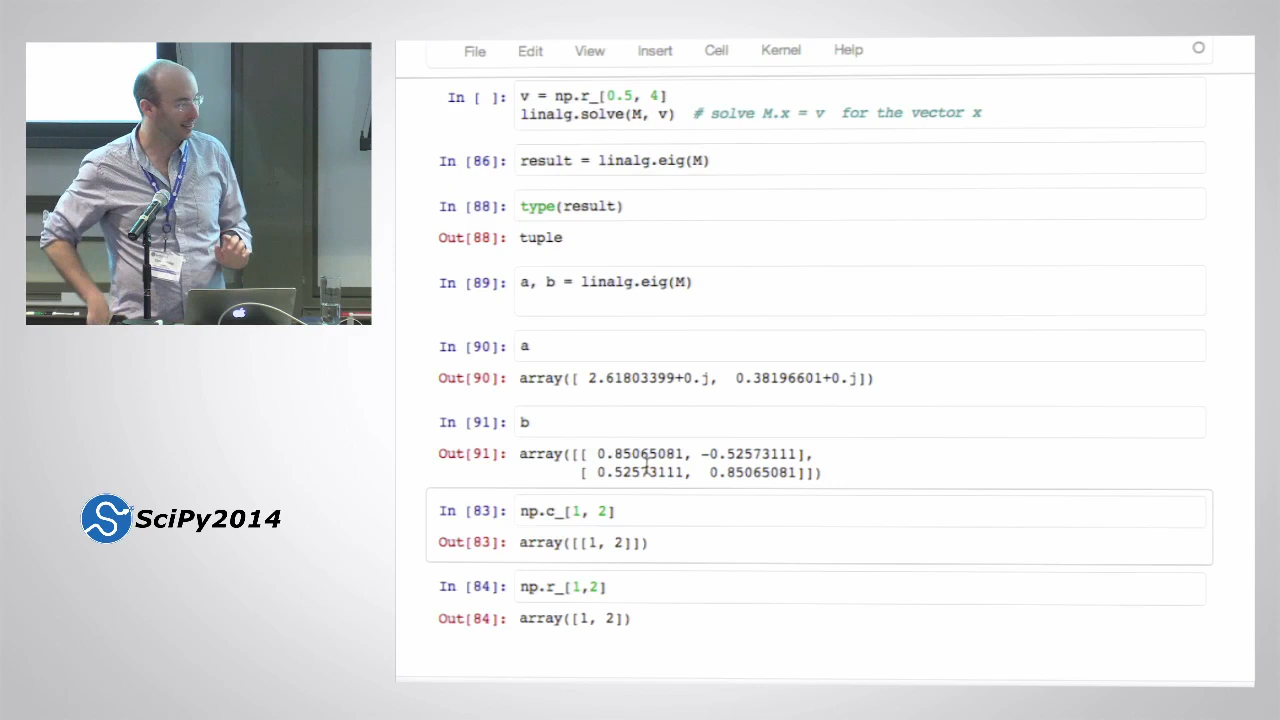 File Edit View Insert Cell Kernel Help
In [ ]: v = np.r_[0.5, 4]
linalg.solve(M, v)  # solve M.x = v  for the vector x
In [86]: result = linalg.eig(M)
In [88]: type(result)
Out[88]: tuple
In [89]: a, b = linalg.eig(M)
In [90]: a
Out[90]: array([ 2.61803399+0.j,  0.38196601+0.j])
In [91]: b
Out[91]: array([[ 0.85065081, -0.52573111],
[ 0.52573111,  0.85065081]])
In [83]: np.c_[1, 2]
Out[83]: array([[1, 2]])
In [84]: np.r_[1,2]
Out[84]: array([1, 2])
SciPy2014